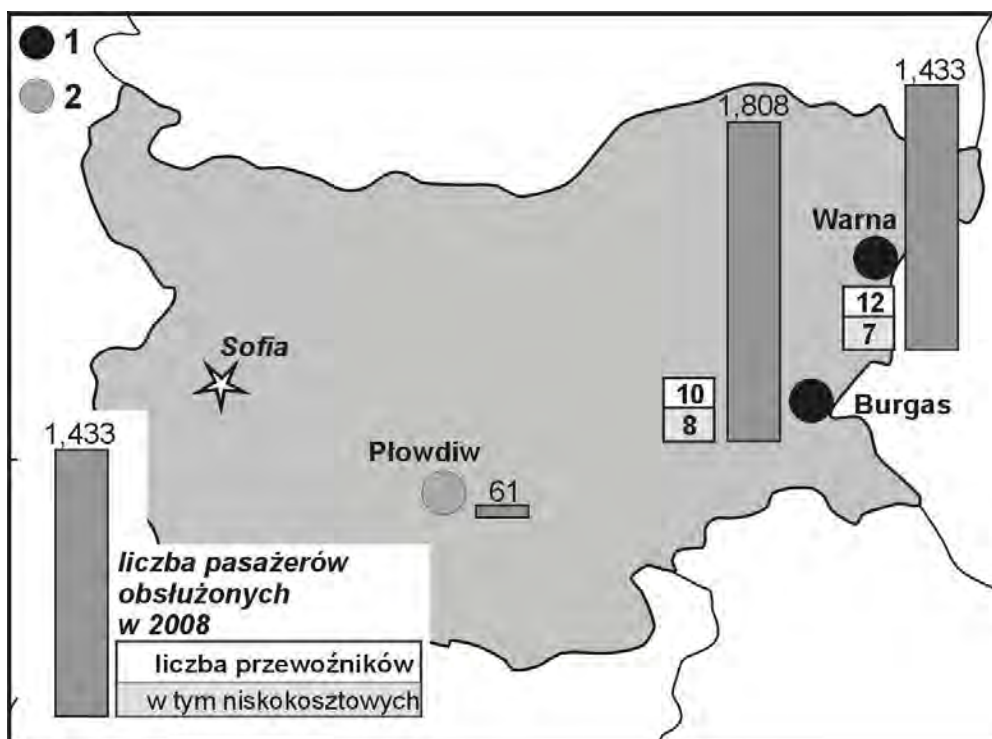 1
2
1,433
1,808
Warna
12
7
Sofia
10
8
Burgas
1,433
Płowdiw
61
liczba pasażerów
obsłużonych
w 2008
liczba przewoźników
w tym niskokosztowych